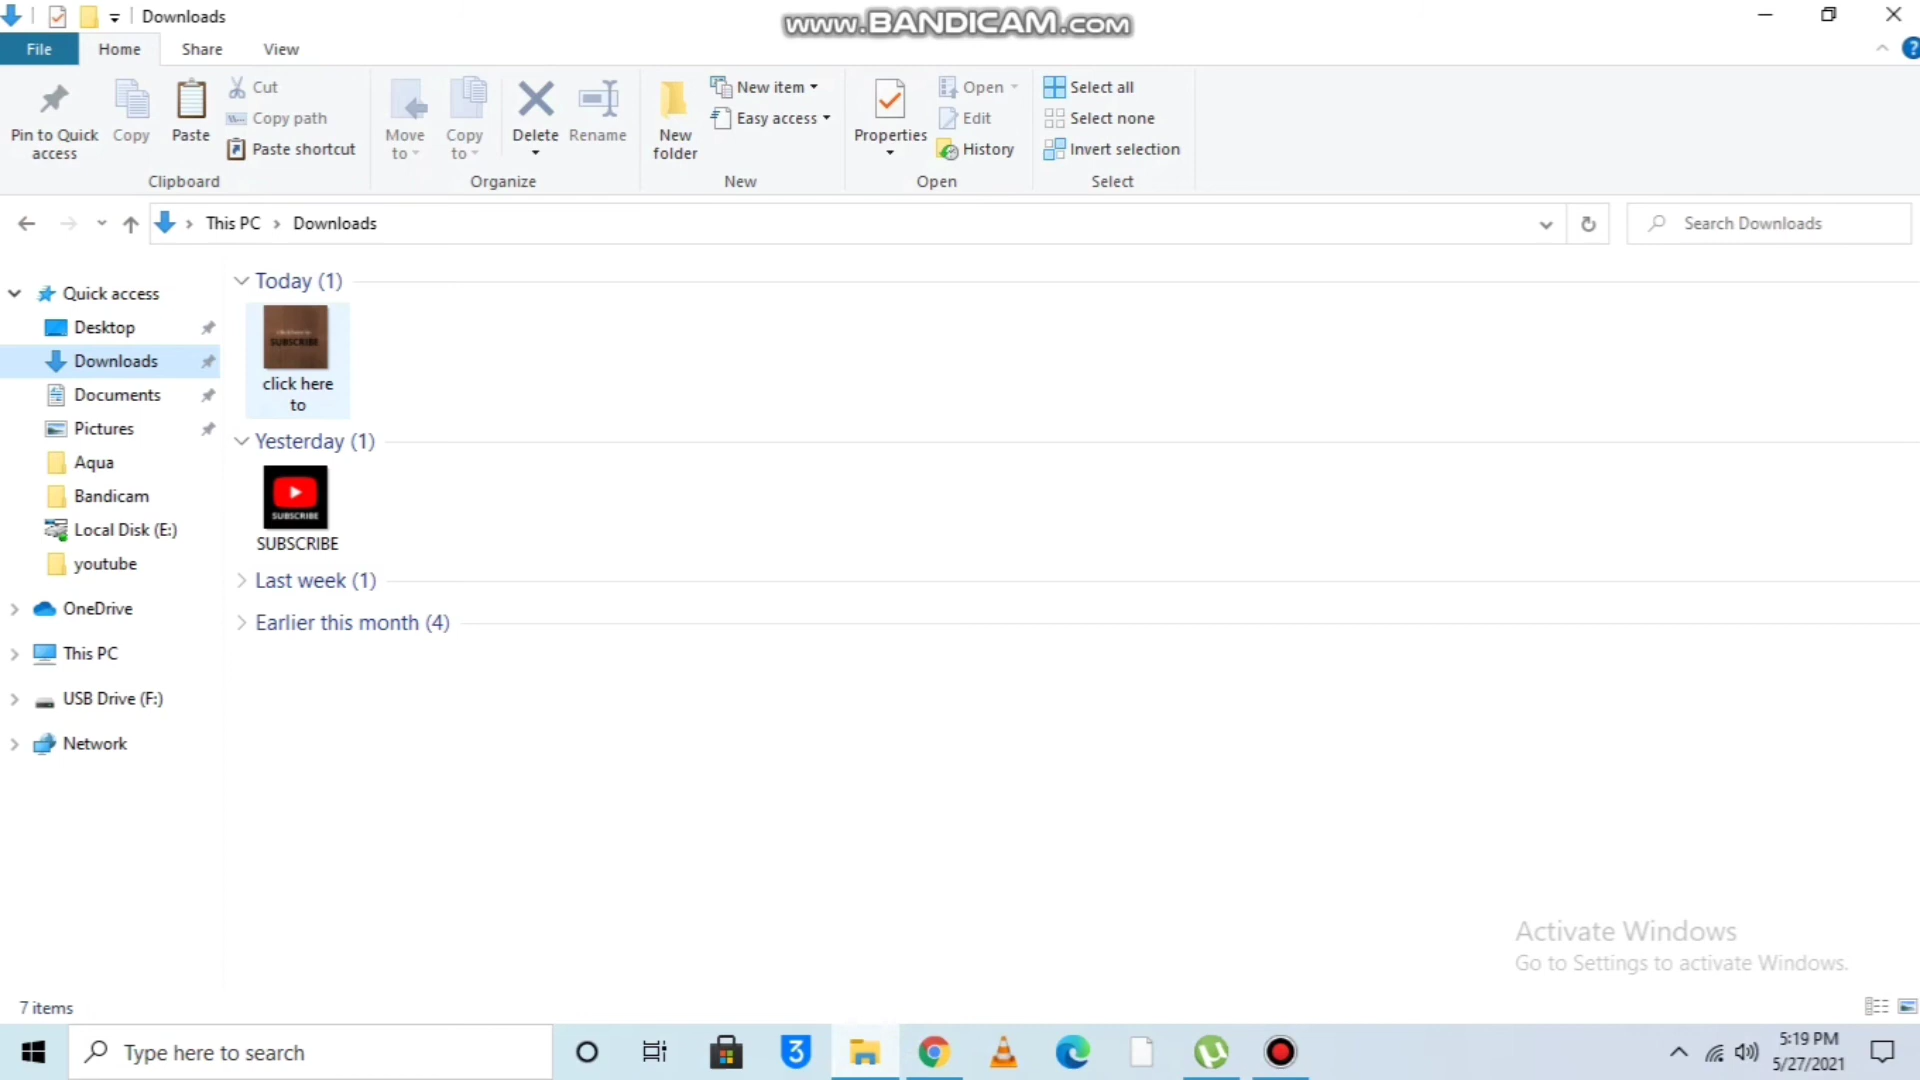 Downloads
www.BANDICAM.com
File Home Share View
Pin to Quick access
Copy
Paste
Cut
Copy path
Paste shortcut
Clipboard
Move to
Copy to
Delete
Rename
Organize
New folder
New item
Easy access
New
Properties
Open
Edit
History
Open
Select all
Select none
Invert selection
Select
This PC > Downloads
Search Downloads
Quick access
Desktop
Downloads
Documents
Pictures
Aqua
Bandicam
Local Disk (E:)
youtube
OneDrive
This PC
USB Drive (F:)
Network
Today (1)
SUBSCRIBE
click here
to
Yesterday (1)
SUBSCRIBE
SUBSCRIBE
Last week (1)
Earlier this month (4)
Activate Windows
Go to Settings to activate Windows.
7 items
Type here to search
3
5:19 PM
5/27/2021